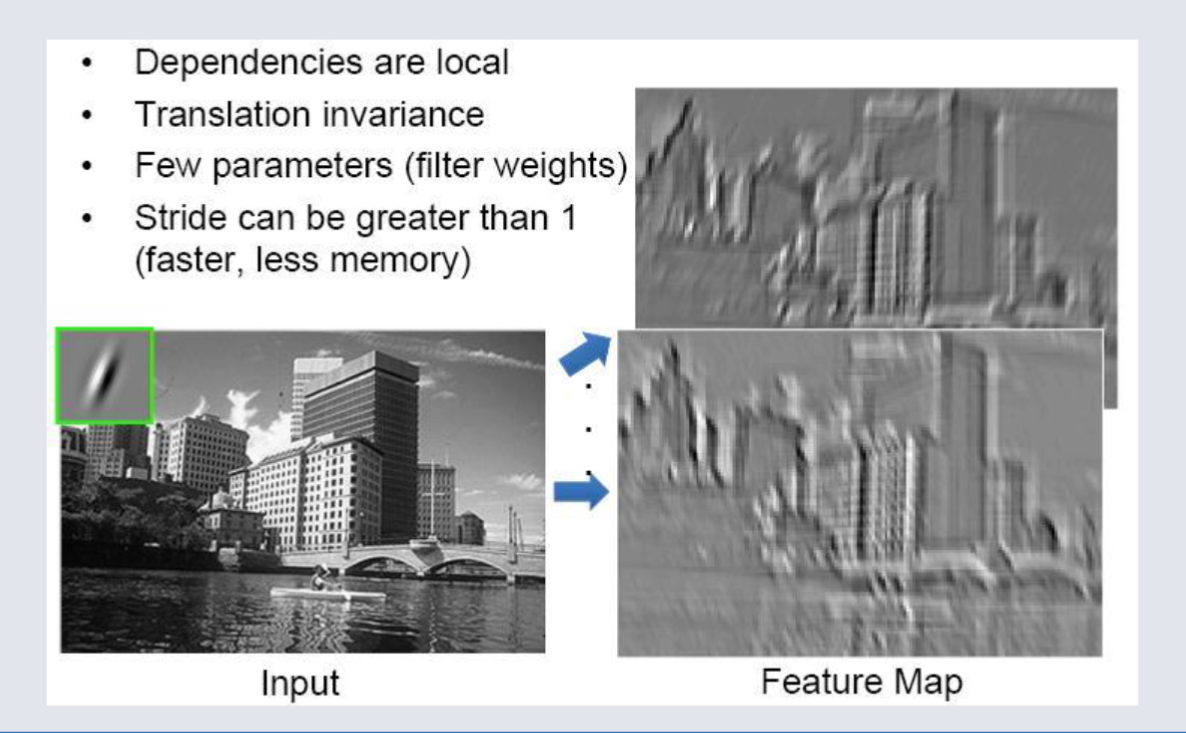 • Dependencies are local
• Translation invariance
• Few parameters (filter weights)
• Stride can be greater than 1
(faster, less memory)
Input
Feature Map